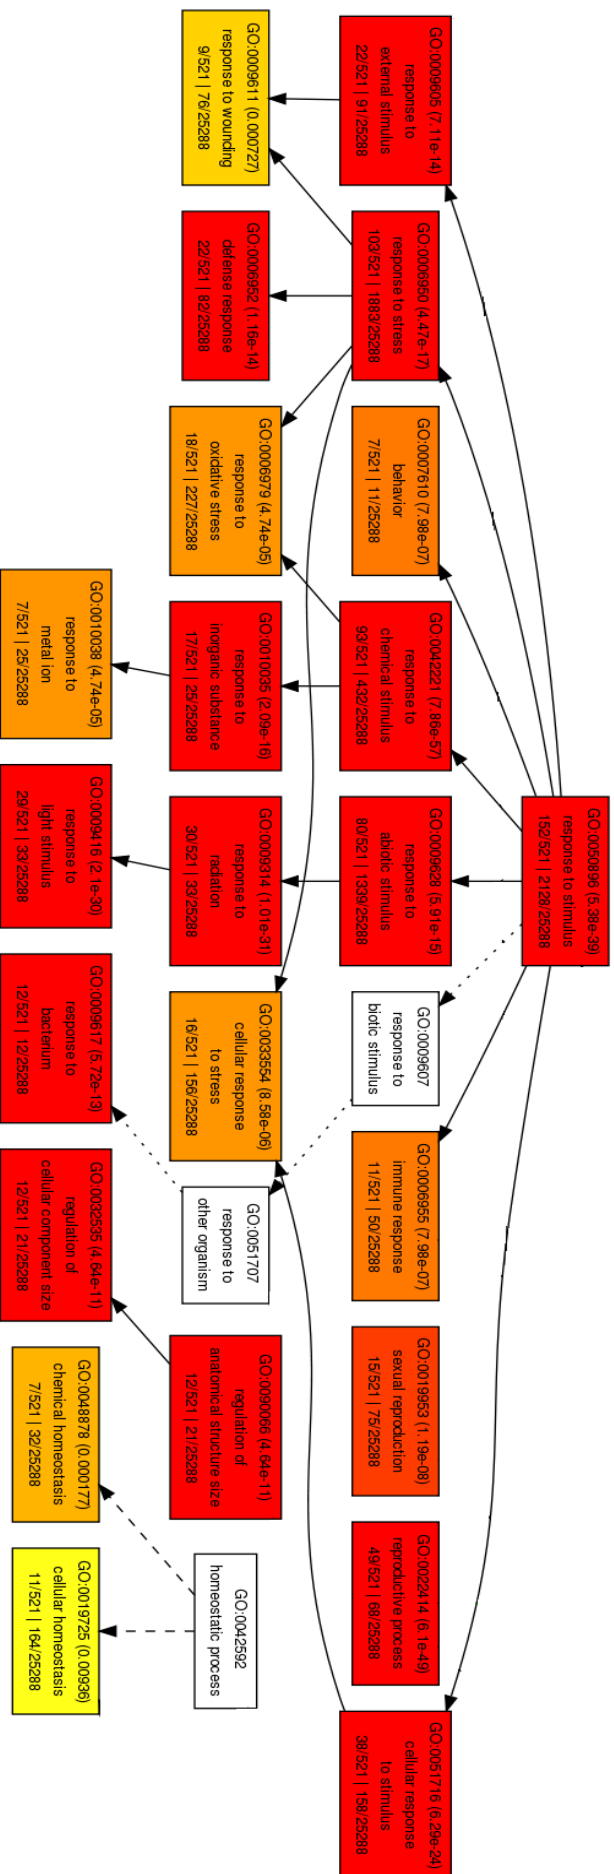 GO:0050896 (5.38e-39)
response to stimulus
152/521 | 2128/25288
GO:0009605 (7.11e-14)
response to
external stimulus
22/521 | 91/25288
GO:0006950 (4.47e-17)
response to stress
103/521 | 1883/25288
GO:0007610 (7.98e-07)
behavior
7/521 | 11/25288
GO:0042221 (7.86e-57)
response to
chemical stimulus
93/521 | 432/25288
GO:0009628 (5.91e-15)
response to
abiotic stimulus
80/521 | 1339/25288
GO:0009607
response to
biotic stimulus
GO:0006955 (7.98e-07)
immune response
11/521 | 50/25288
GO:0019953 (1.19e-08)
sexual reproduction
15/521 | 75/25288
GO:0022414 (6.1e-49)
reproductive process
49/521 | 68/25288
GO:0051716 (6.29e-24)
cellular response
to stimulus
38/521 | 158/25288
GO:0009611 (0.000727)
response to wounding
9/521 | 76/25288
GO:0006952 (1.16e-14)
defense response
22/521 | 82/25288
GO:0006979 (4.74e-05)
response to
oxidative stress
18/521 | 227/25288
GO:0010035 (2.09e-16)
response to
inorganic substance
17/521 | 25/25288
GO:0009314 (1.01e-31)
response to
radiation
30/521 | 33/25288
GO:0033554 (8.58e-06)
cellular response
to stress
16/521 | 156/25288
GO:0051707
response to
other organism
GO:0090066 (4.64e-11)
regulation of
anatomical structure size
12/521 | 21/25288
GO:0042592
homeostatic process
GO:0010038 (4.74e-05)
response to
metal ion
7/521 | 25/25288
GO:0009416 (2.1e-30)
response to
light stimulus
29/521 | 33/25288
GO:0009617 (5.72e-13)
response to
bacterium
12/521 | 12/25288
GO:0032535 (4.64e-11)
regulation of
cellular component size
12/521 | 21/25288
GO:0048878 (0.000177)
chemical homeostasis
7/521 | 32/25288
GO:0019725 (0.00936)
cellular homeostasis
11/521 | 164/25288